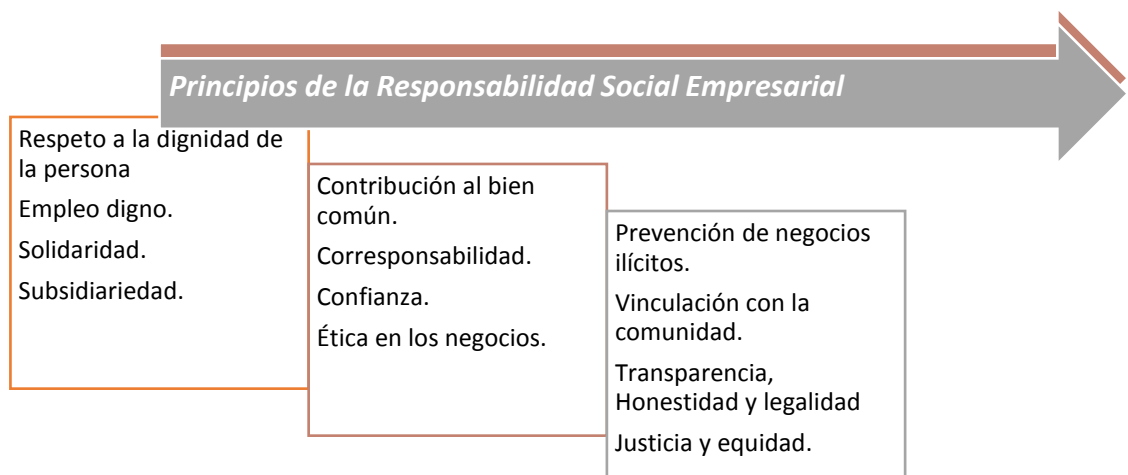 Principios de la Responsabilidad Social Empresarial
Respeto a la dignidad de
la persona
Empleo digno.
Solidaridad.
Subsidiariedad.
Contribución al bien
común.
Corresponsabilidad.
Confianza.
Ética en los negocios.
Prevención de negocios
ilícitos.
Vinculación con la
comunidad.
Transparencia,
Honestidad y legalidad
Justicia y equidad.